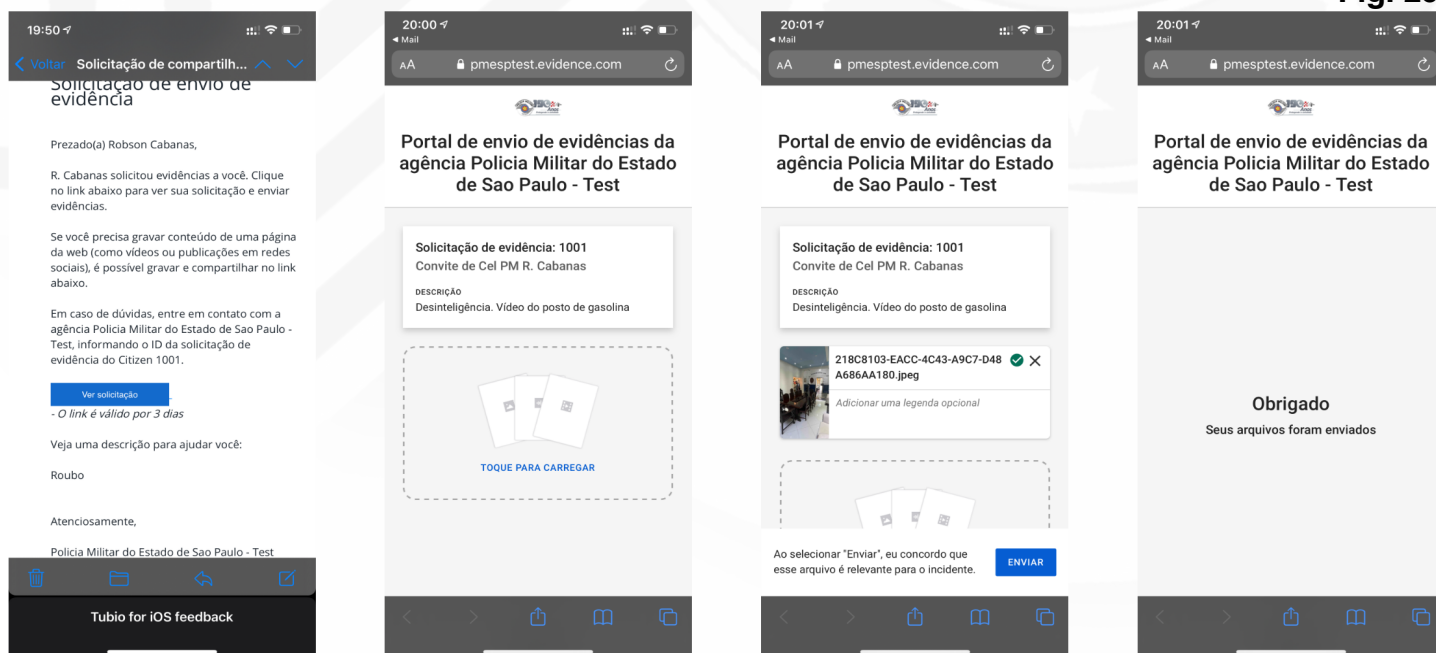 19:50
Voltar Solicitação de compartilh...
Solicitação de envio de
evidência
Prezado(a) Robson Cabanas,
R. Cabanas solicitou evidências a você. Clique
no link abaixo para ver sua solicitação e enviar
evidências.
Se você precisa gravar conteúdo de uma página
da web (como vídeos ou publicações em redes
sociais), é possível gravar e compartilhar no link
abaixo.
Em caso de dúvidas, entre em contato com a
agência Policia Militar do Estado de Sao Paulo -
Test, informando o ID da solicitação de
evidência do Citizen 1001.
Ver solicitação
- O link é válido por 3 dias
Veja uma descrição para ajudar você:
Roubo
Atenciosamente,
Policia Militar do Estado de Sao Paulo - Test
Tubio for iOS feedback
20:00
Mail
AA pmesptest.evidence.com
Portal de envio de evidências da
agência Policia Militar do Estado
de Sao Paulo - Test
Solicitação de evidência: 1001
Convite de Cel PM R. Cabanas
DESCRIÇÃO
Desinteligência. Vídeo do posto de gasolina
TOQUE PARA CARREGAR
20:01
Mail
AA pmesptest.evidence.com
Portal de envio de evidências da
agência Policia Militar do Estado
de Sao Paulo - Test
Solicitação de evidência: 1001
Convite de Cel PM R. Cabanas
DESCRIÇÃO
Desinteligência. Vídeo do posto de gasolina
218C8103-EACC-4C43-A9C7-D48
A686AA180.jpeg
Adicionar uma legenda opcional
Ao selecionar "Enviar", eu concordo que
esse arquivo é relevante para o incidente.
ENVIAR
20:01
Mail
AA pmesptest.evidence.com
Portal de envio de evidências da
agência Policia Militar do Estado
de Sao Paulo - Test
Obrigado
Seus arquivos foram enviados